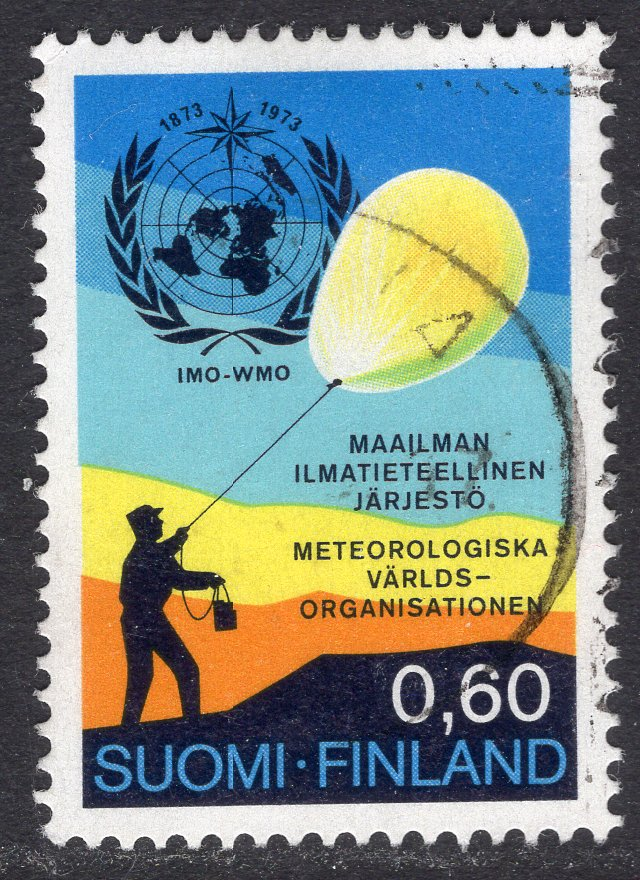 1873 1973
IMO-WMO
MAAILMAN
ILMATIETEELLINEN
JÄRJESTÖ
METEOROLOGISKA
VÄRLDS-
ORGANISATIONEN
0,60
SUOMI·FINLAND